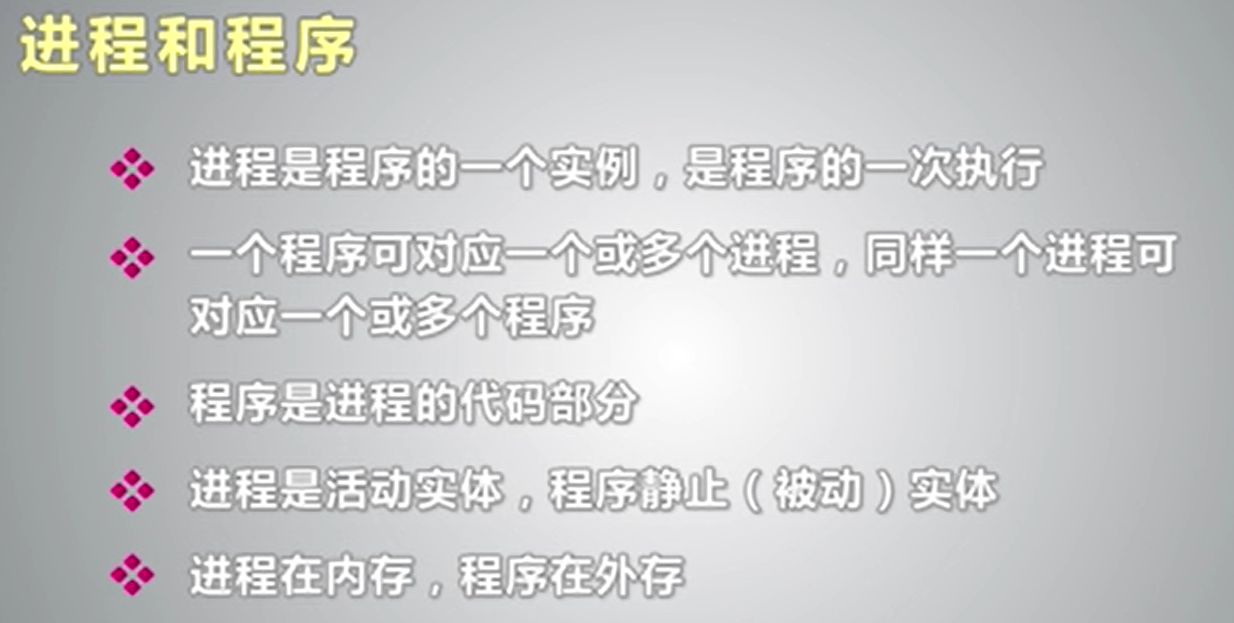 进程和程序
进程是程序的一个实例，是程序的一次执行
一个程序可对应一个或多个进程，同样一个进程可
对应一个或多个程序
程序是进程的代码部分
进程是活动实体，程序静止（被动）实体
进程在内存，程序在外存